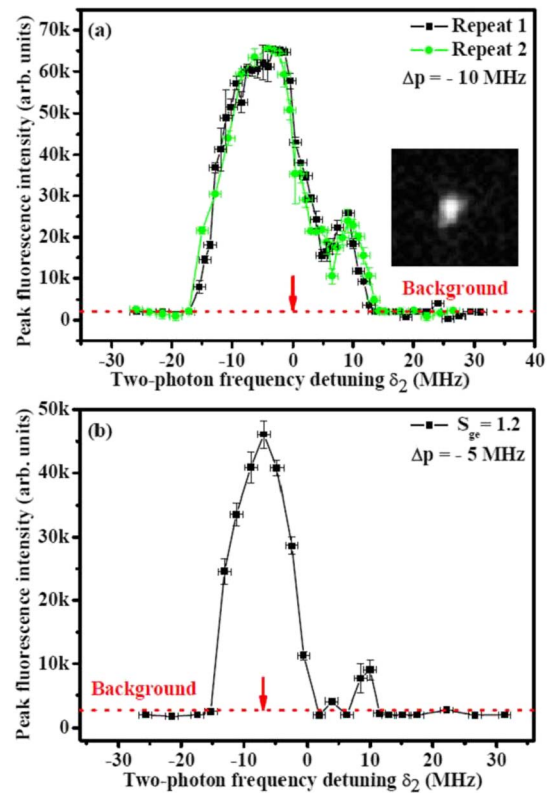 (a)
Repeat 1
Repeat 2
Δp = - 10 MHz
Background
Peak fluorescence intensity (arb. units)
70k
60k
50k
40k
30k
20k
10k
0
-30 -20 -10 0 10 20 30 40
Two-photon frequency detuning δ2 (MHz)
(b)
Sge= 1.2
Δp = - 5 MHz
Background
Peak fluorescence intensity (arb. units)
50k
40k
30k
20k
10k
0
-30 -20 -10 0 10 20 30
Two-photon frequency detuning δ2 (MHz)